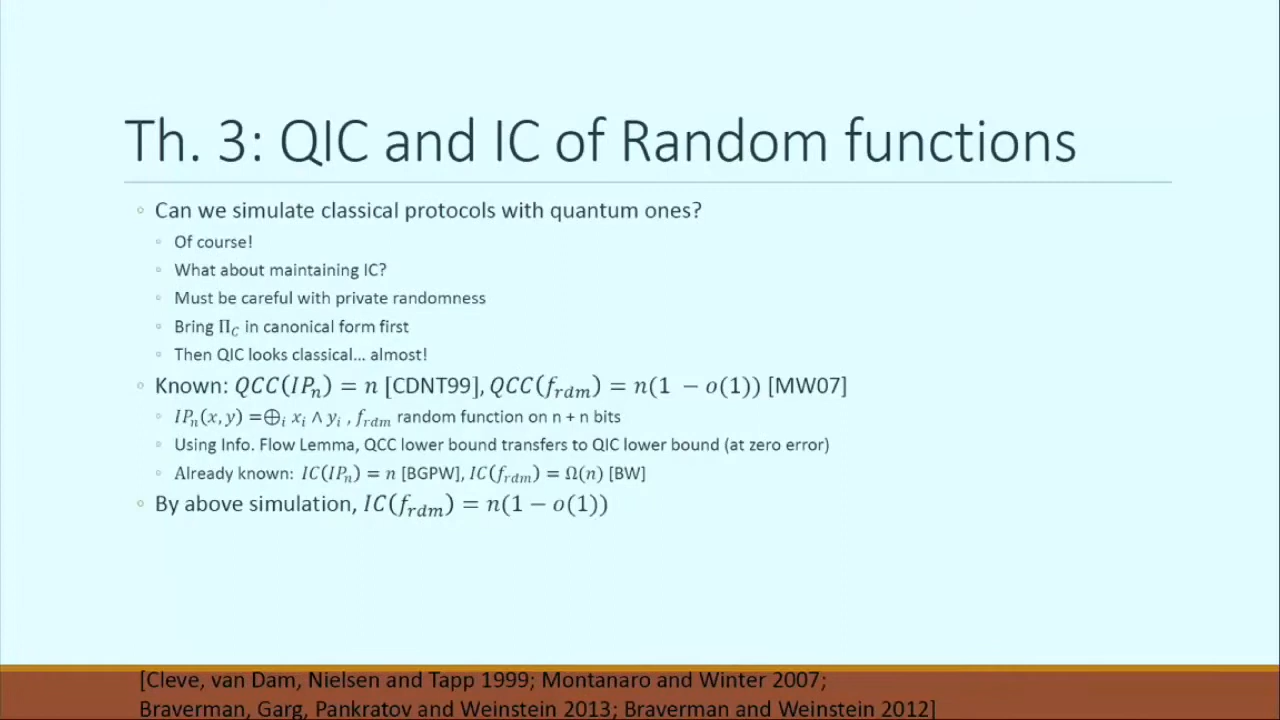 Th. 3: QIC and IC of Random functions
◦ Can we simulate classical protocols with quantum ones?
◦ Of course!
◦ What about maintaining IC?
◦ Must be careful with private randomness
◦ Bring Π_C in canonical form first
◦ Then QIC looks classical... almost!
◦ Known: QCC(IP_n) = n [CDNT99], QCC(f_rdm) = n(1 − o(1)) [MW07]
◦ IP_n(x, y) =⊕_i x_i ∧ y_i , f_rdm random function on n + n bits
◦ Using Info. Flow Lemma, QCC lower bound transfers to QIC lower bound (at zero error)
◦ Already known: IC(IP_n) = n [BGPW], IC(f_rdm) = Ω(n) [BW]
◦ By above simulation, IC(f_rdm) = n(1 − o(1))
[Cleve, van Dam, Nielsen and Tapp 1999; Montanaro and Winter 2007;
Braverman, Garg, Pankratov and Weinstein 2013; Braverman and Weinstein 2012]